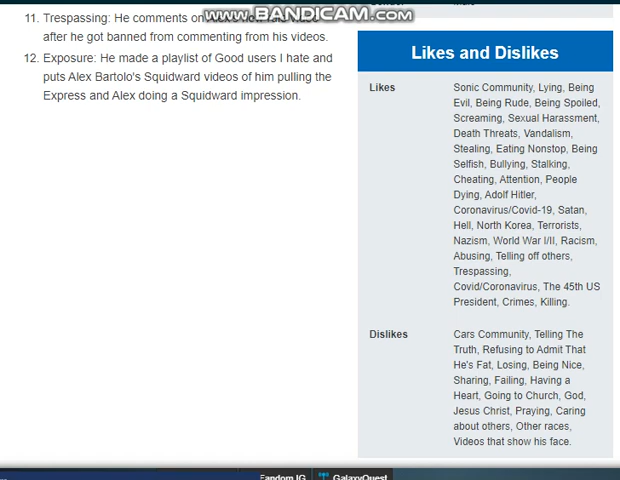 WWW.BANDICAM.COM
11. Trespassing: He comments on
after he got banned from commenting from his videos.
12. Exposure: He made a playlist of Good users I hate and
puts Alex Bartolo's Squidward videos of him pulling the
Express and Alex doing a Squidward impression.
Likes and Dislikes
Likes
Sonic Community, Lying, Being
Evil, Being Rude, Being Spoiled,
Screaming, Sexual Harassment,
Death Threats, Vandalism,
Stealing, Eating Nonstop, Being
Selfish, Bullying, Stalking,
Cheating, Attention, People
Dying, Adolf Hitler,
Coronavirus/Covid-19, Satan,
Hell, North Korea, Terrorists,
Nazism, World War I/II, Racism,
Abusing, Telling off others,
Trespassing,
Covid/Coronavirus, The 45th US
President, Crimes, Killing.
Dislikes
Cars Community, Telling The
Truth, Refusing to Admit That
He's Fat, Losing, Being Nice,
Sharing, Failing, Having a
Heart, Going to Church, God,
Jesus Christ, Praying, Caring
about others, Other races,
Videos that show his face.
Fandom IG
GalaxyQuest